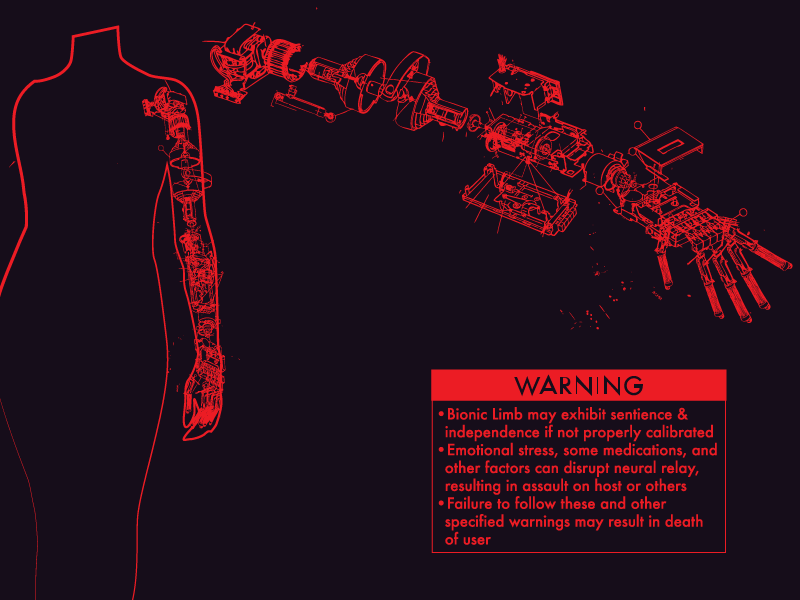 WARNING
• Bionic Limb may exhibit sentience &
independence if not properly calibrated
• Emotional stress, some medications, and
other factors can disrupt neural relay,
resulting in assault on host or others
• Failure to follow these and other
specified warnings may result in death
of user